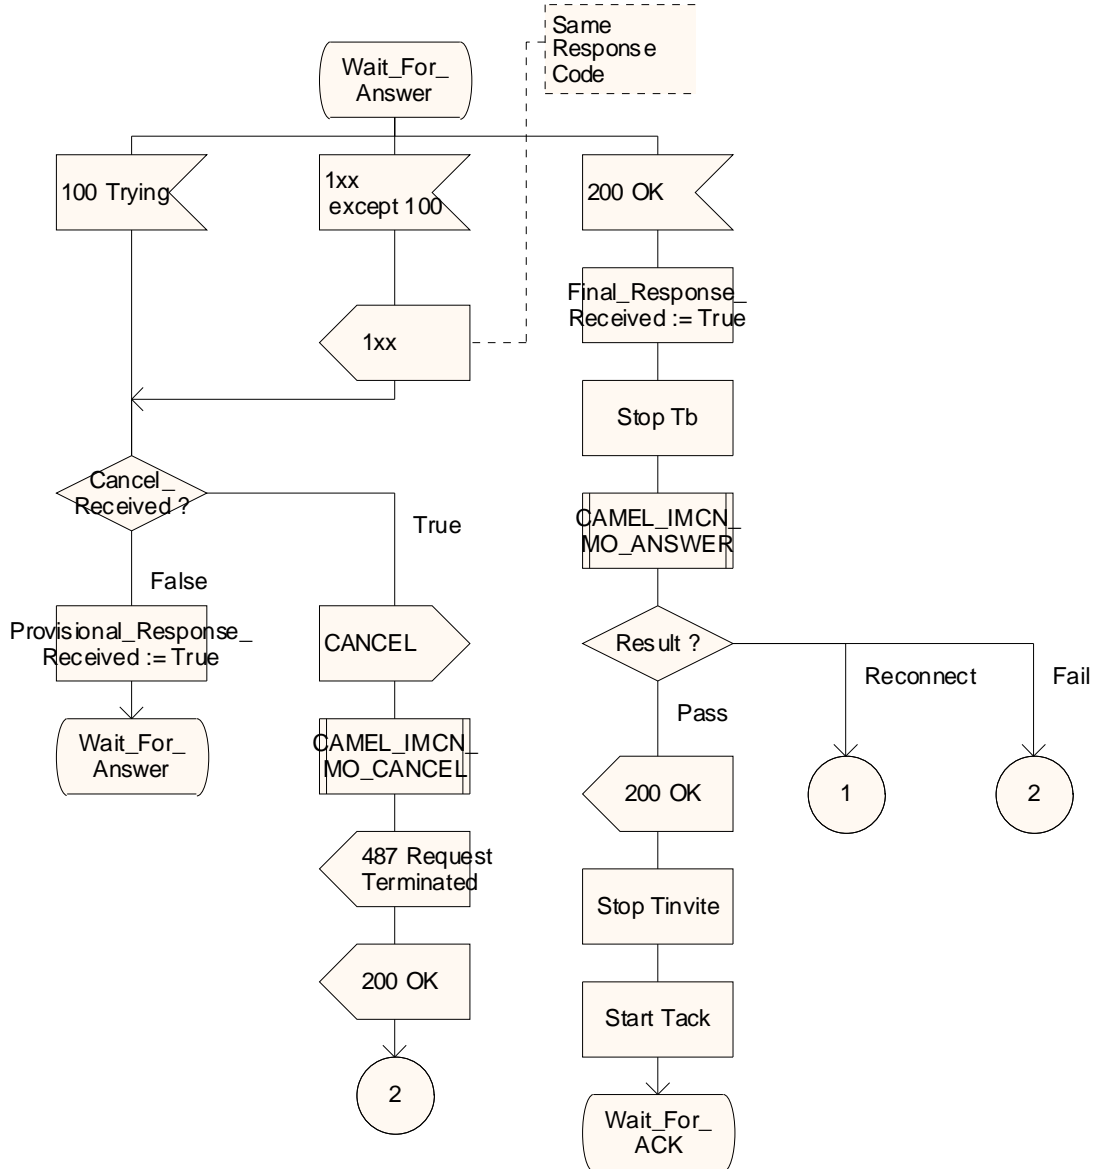 Same
Response
Code
Wait_For_
Answer
100 Trying
1xx
except 100
200 OK
Final_Response_
Received := True
1xx
Stop Tb
Cancel_
Received ?
True
CAMEL_IMCN_
MO_ANSWER
False
Provisional_Response_
Received := True
CANCEL
Result ?
Reconnect
Fail
Pass
Wait_For_
Answer
CAMEL_IMCN_
MO_CANCEL
200 OK
1
2
487 Request
Terminated
Stop Tinvite
200 OK
Start Tack
2
Wait_For_
ACK